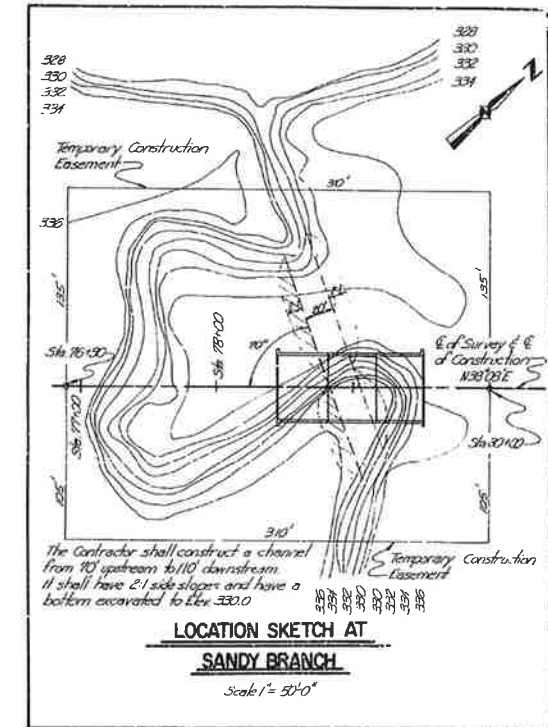 328
330
332
334
328
330
332
334
N
Temporary Construction
Easement
310'
336
135'
135'
Sta. 76+90
Sta. 77+00
Sta. 78+00
70°
20'
℄ of Survey & ℄
of Construction
N38°08'E
Sta. 80+00
105'
105'
310'
The Contractor shall construct a channel
from 70' upstream to 110' downstream.
It shall have 2:1 side slopes and have a
bottom excavated to Elev. 330.0
Temporary Construction
Easement
336
334
332
330
330
332
334
336
LOCATION SKETCH AT
SANDY BRANCH
Scale 1" = 50'-0"